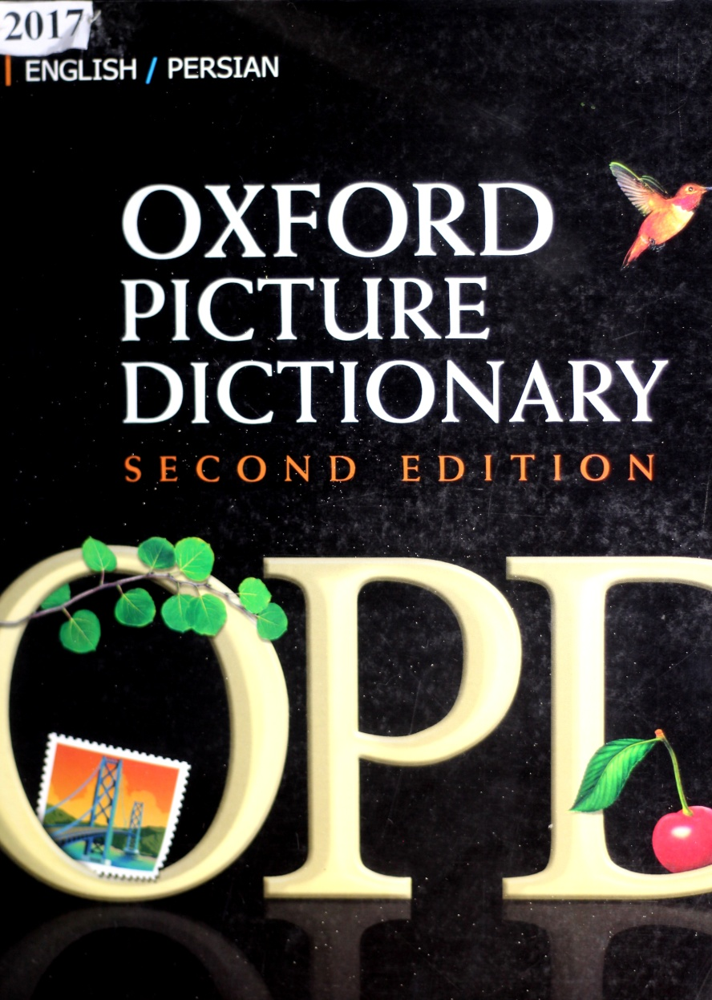 2017
ENGLISH / PERSIAN
OXFORD
PICTURE
DICTIONARY
SECOND EDITION
OPD